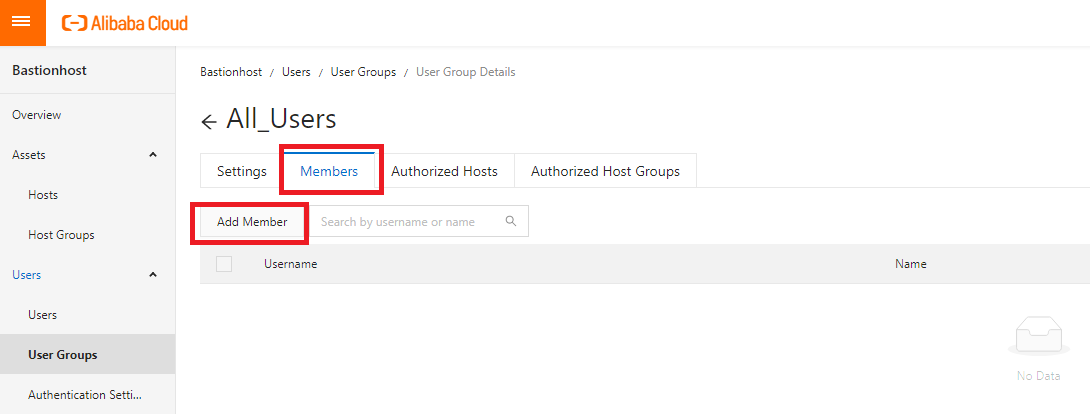 Alibaba Cloud
Bastionhost
Overview
Assets
Hosts
Host Groups
Users
Users
User Groups
Authentication Setti...
Bastionhost / Users / User Groups / User Group Details
All_Users
Settings Members Authorized Hosts Authorized Host Groups
Add Member Search by username or name
Username Name
No Data